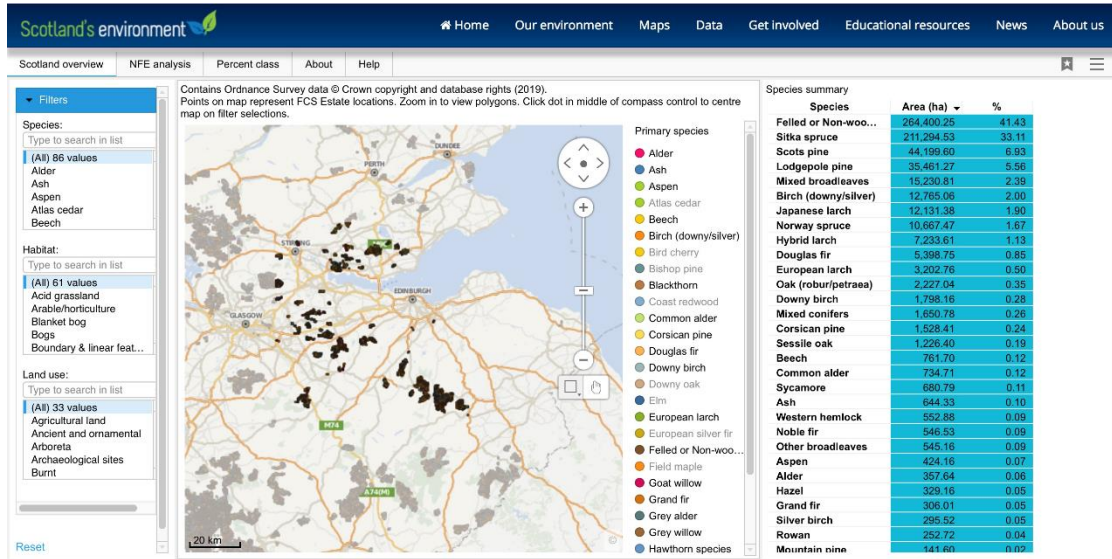 Scotland's environment
Home Our environment Maps Data Get involved Educational resources News About us
Scotland overview NFE analysis Percent class About Help
Filters
Species:
Type to search in list
(All) 86 values
Alder
Ash
Aspen
Atlas cedar
Beech
Habitat:
Type to search in list
(All) 61 values
Acid grassland
Arable/horticulture
Blanket bog
Bogs
Boundary & linear feat...
Land use:
Type to search in list
(All) 33 values
Agricultural land
Ancient and ornamental
Arboreta
Archaeological sites
Burnt
Reset
Contains Ordnance Survey data © Crown copyright and database rights (2019).
Points on map represent FCS Estate locations. Zoom in to view polygons. Click dot in middle of compass control to centre
map on filter selections.
DUNDEE
PERTH
STIRLING
EDINBURGH
GLASGOW
M74
A74(M)
20 km
©
Primary species
Alder
Ash
Aspen
Atlas cedar
Beech
Birch (downy/silver)
Bird cherry
Bishop pine
Blackthorn
Coast redwood
Common alder
Corsican pine
Douglas fir
Downy birch
Downy oak
Elm
European larch
European silver fir
Felled or Non-woo...
Field maple
Goat willow
Grand fir
Grey alder
Grey willow
Hawthorn species
Species summary
Species Area (ha) %
Felled or Non-woo... 264,400.25 41.43
Sitka spruce 211,294.53 33.11
Scots pine 44,199.60 6.93
Lodgepole pine 35,461.27 5.56
Mixed broadleaves 15,230.81 2.39
Birch (downy/silver) 12,765.06 2.00
Japanese larch 12,131.38 1.90
Norway spruce 10,667.47 1.67
Hybrid larch 7,233.61 1.13
Douglas fir 5,398.75 0.85
European larch 3,202.76 0.50
Oak (robur/petraea) 2,227.04 0.35
Downy birch 1,798.16 0.28
Mixed conifers 1,650.78 0.26
Corsican pine 1,528.41 0.24
Sessile oak 1,226.40 0.19
Beech 761.70 0.12
Common alder 734.71 0.12
Sycamore 680.79 0.11
Ash 644.33 0.10
Western hemlock 552.88 0.09
Noble fir 546.53 0.09
Other broadleaves 545.16 0.09
Aspen 424.16 0.07
Alder 357.64 0.06
Hazel 329.16 0.05
Grand fir 306.01 0.05
Silver birch 295.52 0.05
Rowan 252.72 0.04
Mountain pine 141.60 0.02